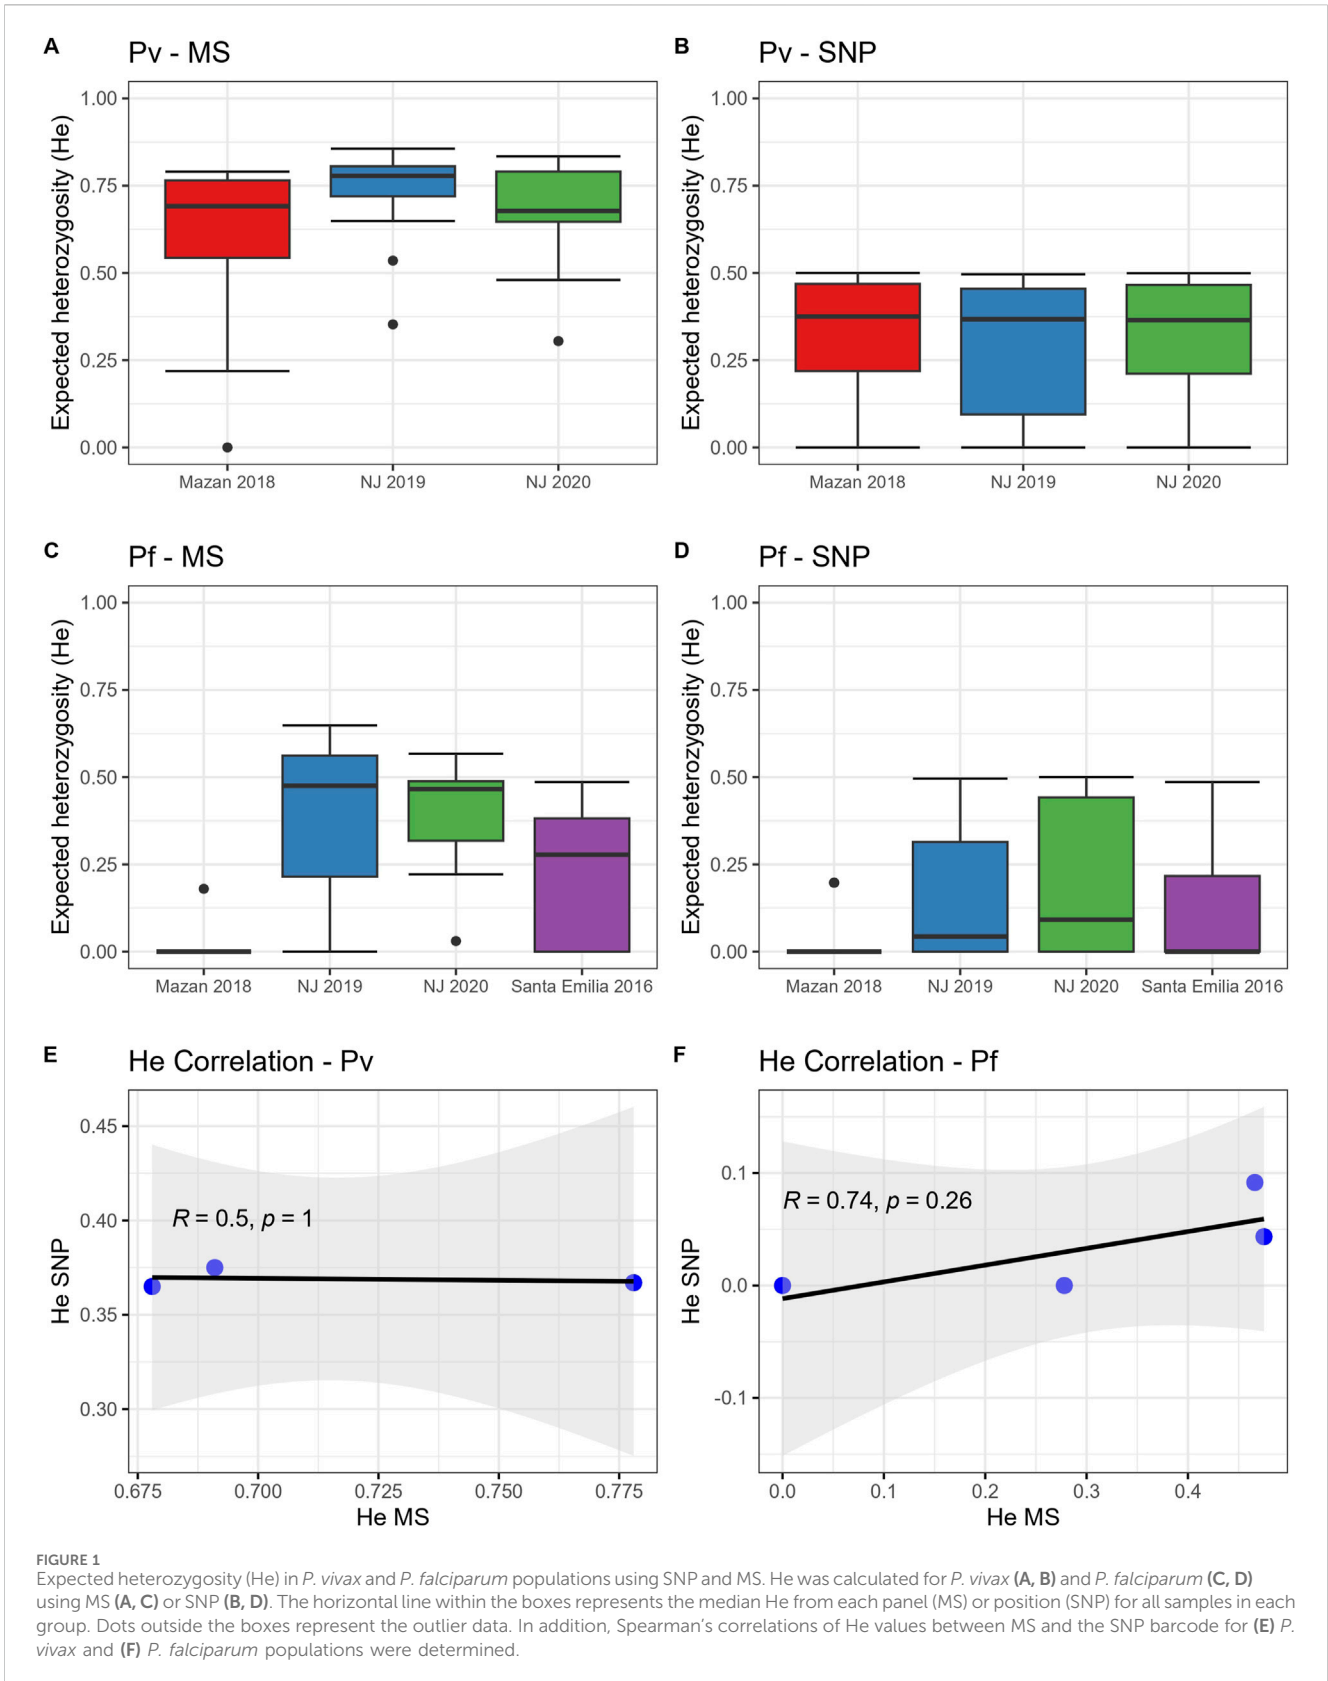 A
Pv - MS
Expected heterozygosity (He)
1.00
0.75
0.50
0.25
0.00
Mazan 2018
NJ 2019
NJ 2020
B
Pv - SNP
Expected heterozygosity (He)
1.00
0.75
0.50
0.25
0.00
Mazan 2018
NJ 2019
NJ 2020
C
Pf - MS
Expected heterozygosity (He)
1.00
0.75
0.50
0.25
0.00
Mazan 2018
NJ 2019
NJ 2020
Santa Emilia 2016
D
Pf - SNP
Expected heterozygosity (He)
1.00
0.75
0.50
0.25
0.00
Mazan 2018
NJ 2019
NJ 2020
Santa Emilia 2016
E
He Correlation - Pv
He SNP
0.45
0.40
0.35
0.30
R = 0.5, p = 1
0.675
0.700
0.725
0.750
0.775
He MS
F
He Correlation - Pf
He SNP
0.1
0.0
-0.1
R = 0.74, p = 0.26
0.0
0.1
0.2
0.3
0.4
He MS
FIGURE 1
Expected heterozygosity (He) in P. vivax and P. falciparum populations using SNP and MS. He was calculated for P. vivax (A, B) and P. falciparum (C, D)
using MS (A, C) or SNP (B, D). The horizontal line within the boxes represents the median He from each panel (MS) or position (SNP) for all samples in each
group. Dots outside the boxes represent the outlier data. In addition, Spearman's correlations of He values between MS and the SNP barcode for (E) P.
vivax and (F) P. falciparum populations were determined.